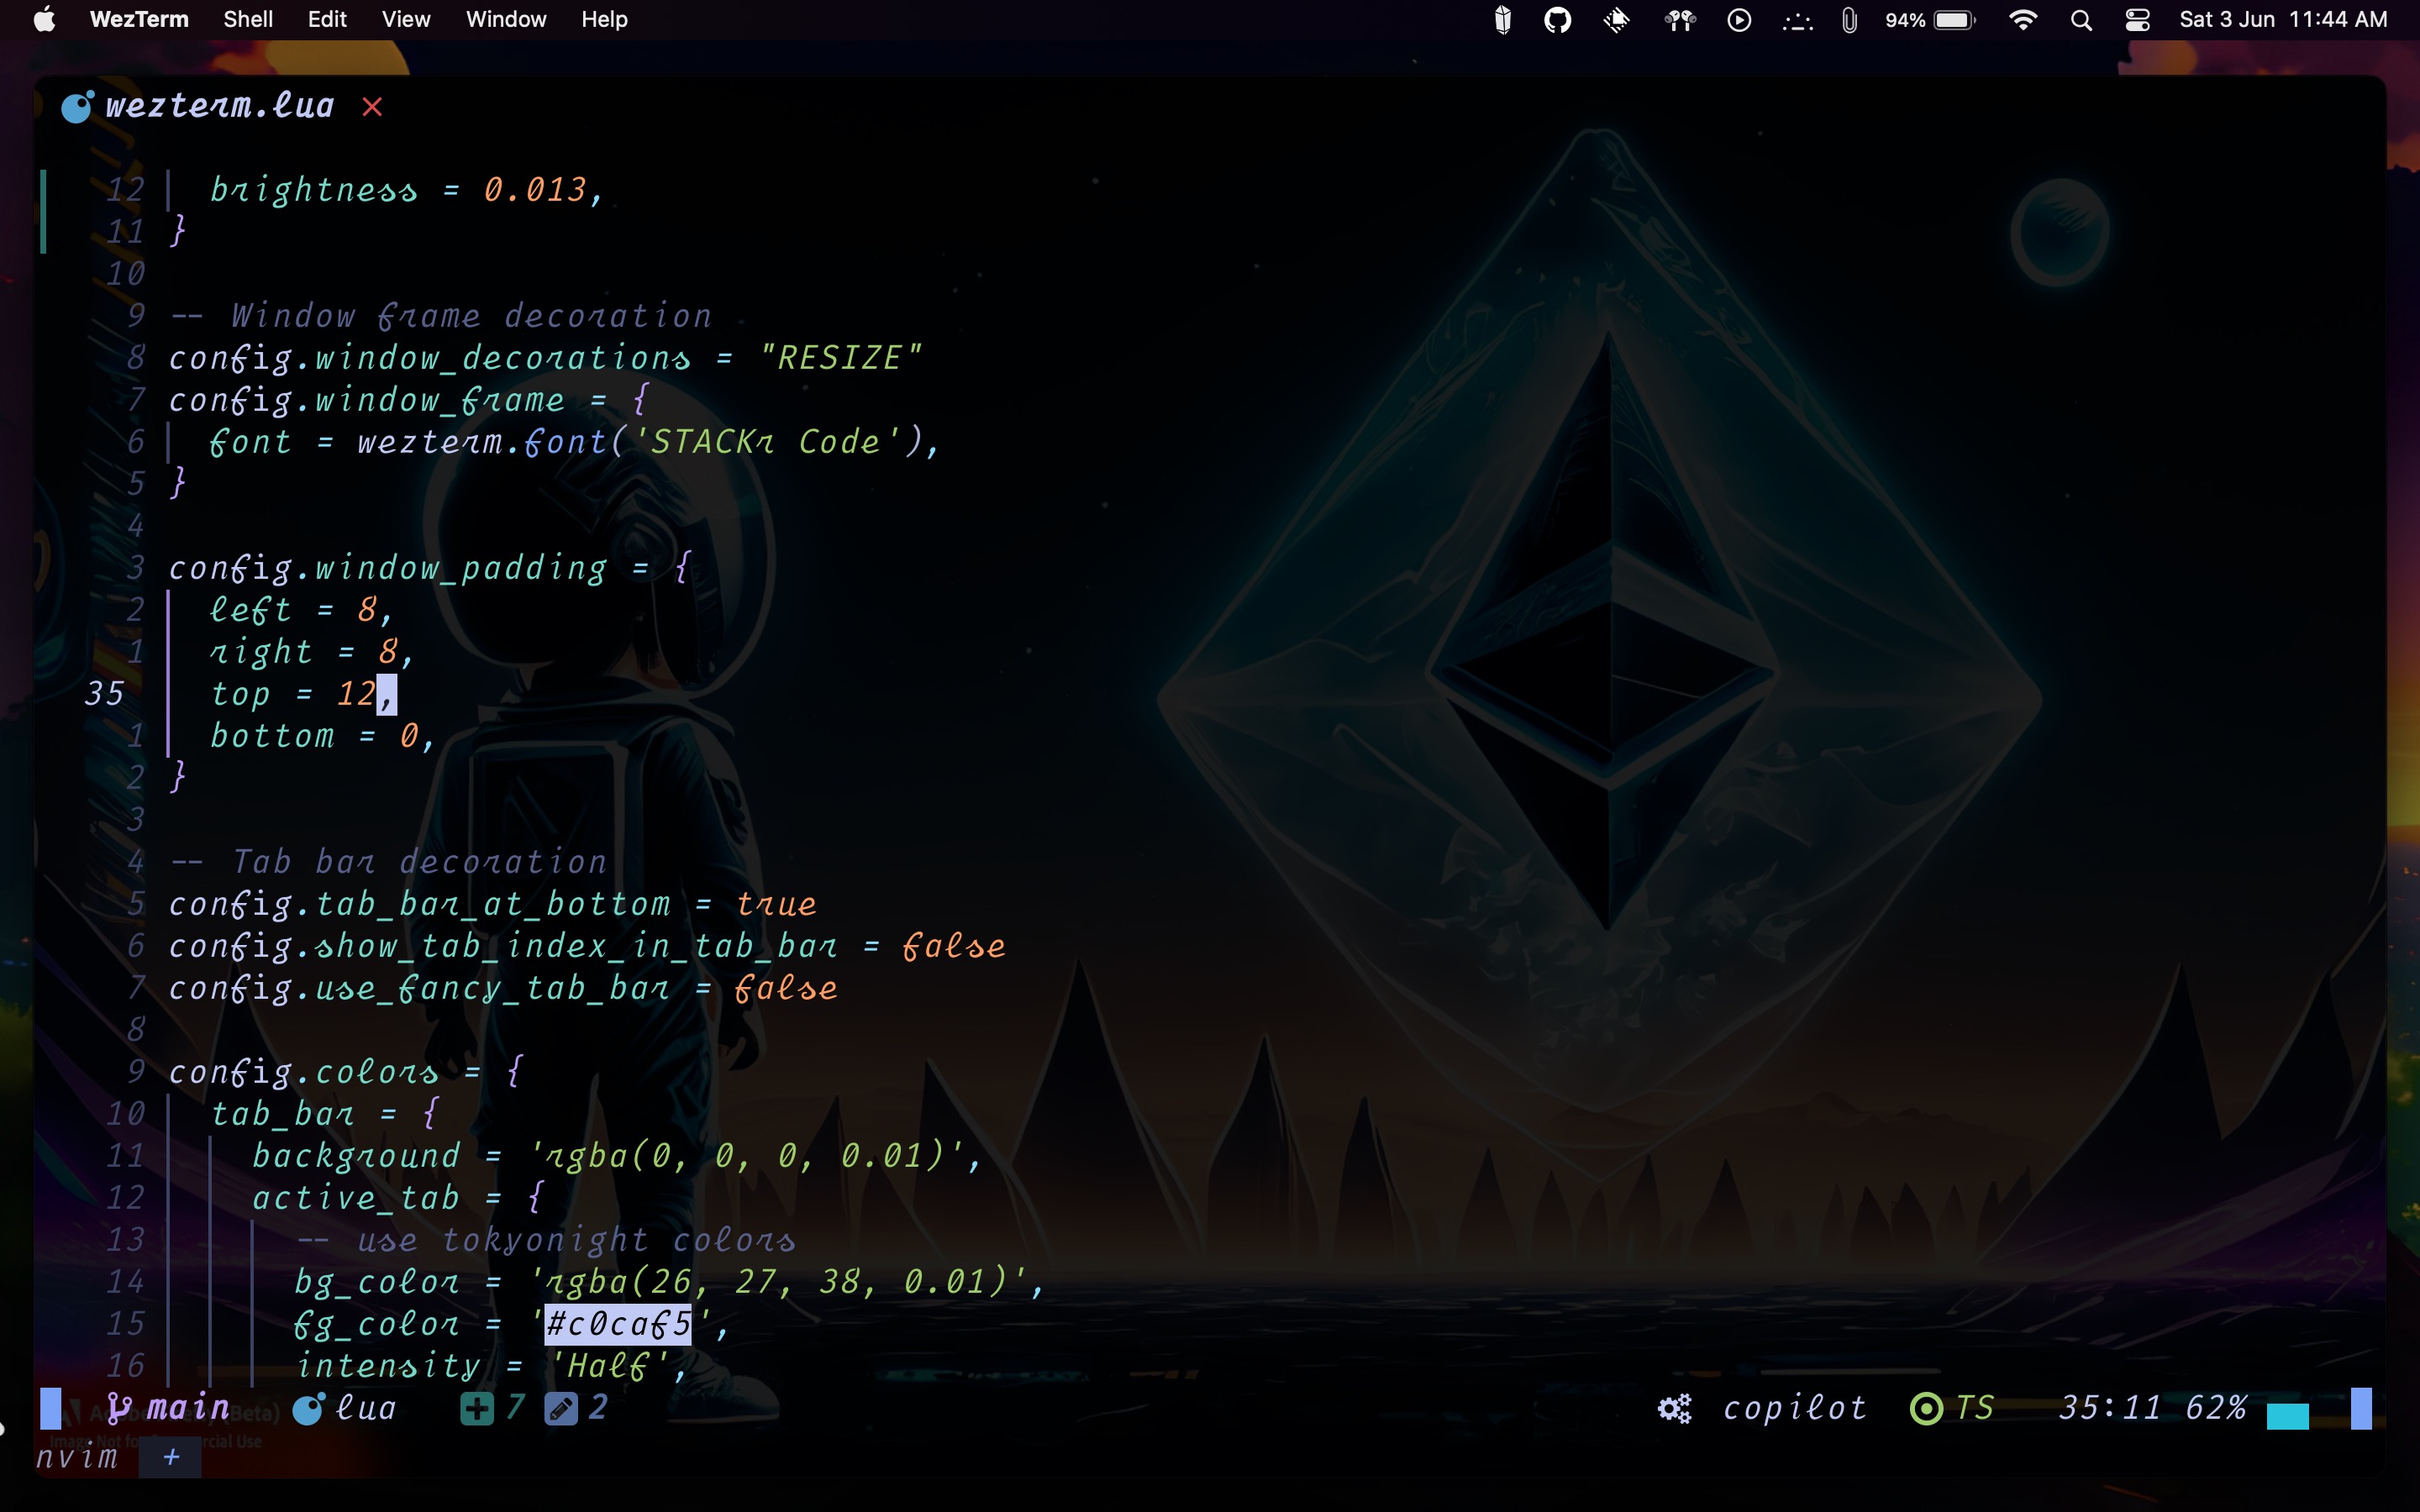 WezTerm Shell Edit View Window Help 94% Sat 3 Jun 11:44 AM
wezterm.lua ×
12 brightness = 0.013,
11 }
10
9 -- Window frame decoration
8 config.window_decorations = "RESIZE"
7 config.window_frame = {
6 font = wezterm.font('STACKr Code'),
5 }
4
3 config.window_padding = {
2 left = 8,
1 right = 8,
35 top = 12,
1 bottom = 0,
2 }
3
4 -- Tab bar decoration
5 config.tab_bar_at_bottom = true
6 config.show_tab_index_in_tab_bar = false
7 config.use_fancy_tab_bar = false
8
9 config.colors = {
10 tab_bar = {
11 background = 'rgba(0, 0, 0, 0.01)',
12 active_tab = {
13 -- use tokyonight colors
14 bg_color = 'rgba(26, 27, 38, 0.01)',
15 fg_color = '#c0caf5',
16 intensity = 'Half',
main lua 7 2 copilot TS 35:11 62%
nvim +